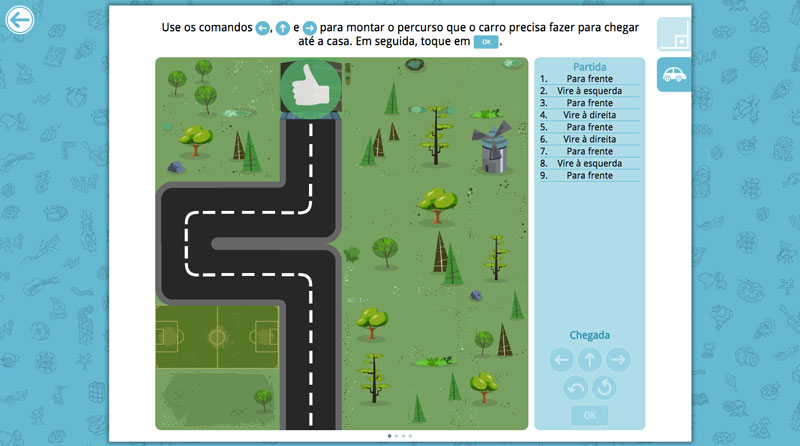 Use os comandos ←, ↑ e → para montar o percurso que o carro precisa fazer para chegar
até a casa. Em seguida, toque em OK.
Partida
1. Para frente
2. Vire à esquerda
3. Para frente
4. Vire à direita
5. Para frente
6. Vire à direita
7. Para frente
8. Vire à esquerda
9. Para frente
Chegada
OK